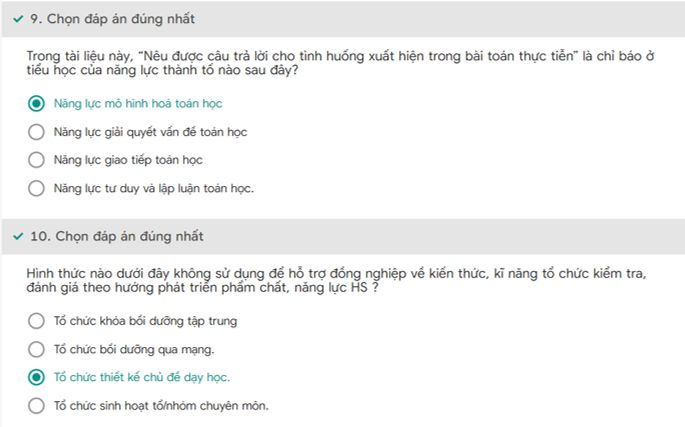 9. Chọn đáp án đúng nhất
Trong tài liệu này, "Nêu được câu trả lời cho tình huống xuất hiện trong bài toán thực tiễn" là chỉ báo ở
tiểu học của năng lực thành tố nào sau đây?
Năng lực mô hình hoá toán học
Năng lực giải quyết vấn đề toán học
Năng lực giao tiếp toán học
Năng lực tư duy và lập luận toán học.
10. Chọn đáp án đúng nhất
Hình thức nào dưới đây không sử dụng để hỗ trợ đồng nghiệp về kiến thức, kĩ năng tổ chức kiểm tra,
đánh giá theo hướng phát triển phẩm chất, năng lực HS ?
Tổ chức khóa bồi dưỡng tập trung
Tổ chức bồi dưỡng qua mạng.
Tổ chức thiết kế chủ đề dạy học.
Tổ chức sinh hoạt tổ/nhóm chuyên môn.